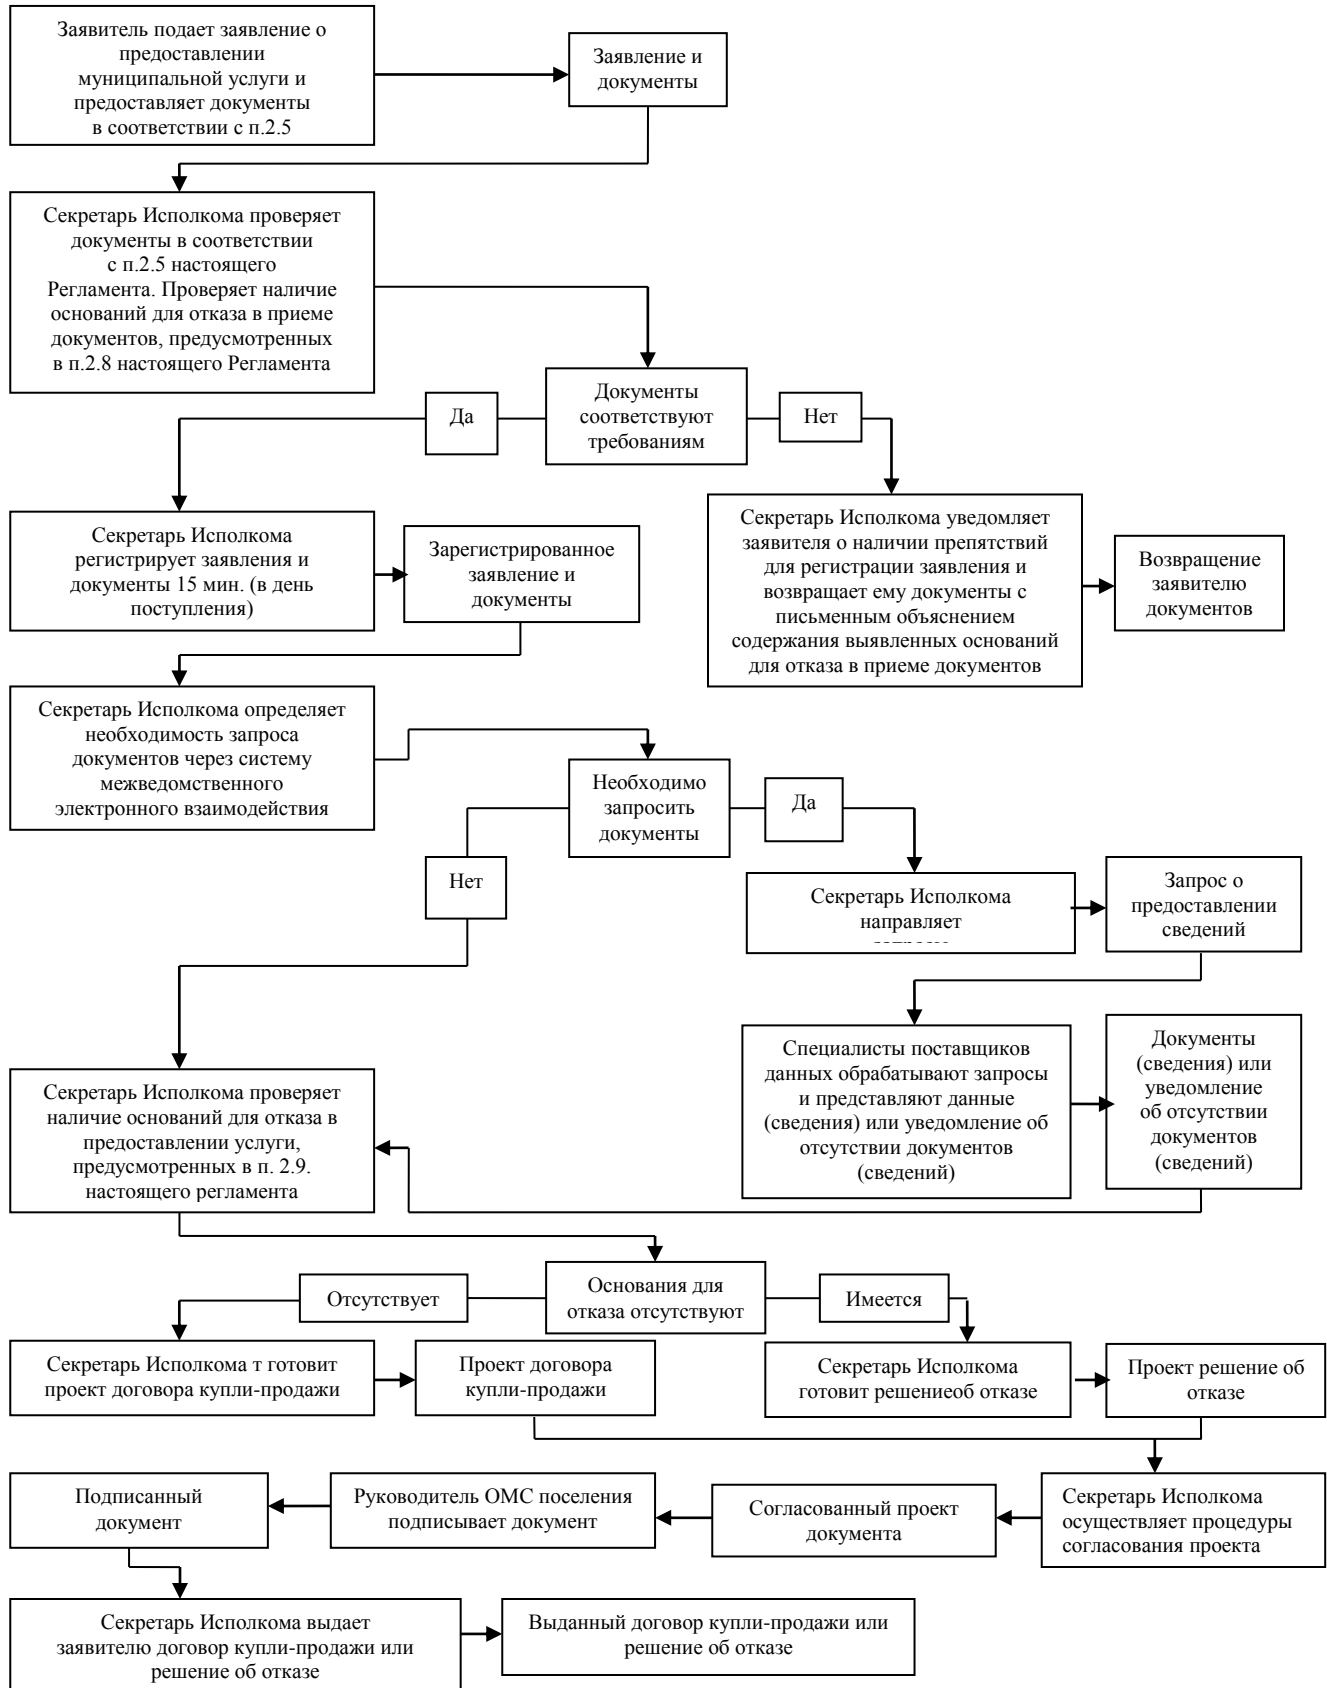 Заявитель подает заявление о
предоставлении
муниципальной услуги и
предоставляет документы
в соответствии с п.2.5
Заявление и
документы
Секретарь Исполкома проверяет
документы в соответствии
с п.2.5 настоящего
Регламента. Проверяет наличие
оснований для отказа в приеме
документов, предусмотренных
в п.2.8 настоящего Регламента
Документы
соответствуют
требованиям
Да
Нет
Секретарь Исполкома
регистрирует заявления и
документы 15 мин. (в день
поступления)
Зарегистрированное
заявление и
документы
Секретарь Исполкома уведомляет
заявителя о наличии препятствий
для регистрации заявления и
возвращает ему документы с
письменным объяснением
содержания выявленных оснований
для отказа в приеме документов
Возвращение
заявителю
документов
Секретарь Исполкома определяет
необходимость запроса
документов через систему
межведомственного
электронного взаимодействия
Необходимо
запросить
документы
Да
Нет
Секретарь Исполкома
направляет
Запрос о
предоставлении
сведений
Специалисты поставщиков
данных обрабатывают запросы
и представляют данные
(сведения) или уведомление об
отсутствии документов
(сведений)
Документы
(сведения) или
уведомление
об отсутствии
документов
(сведений)
Секретарь Исполкома проверяет
наличие оснований для отказа в
предоставлении услуги,
предусмотренных в п. 2.9.
настоящего регламента
Основания для
отказа отсутствуют
Отсутствует
Имеется
Секретарь Исполкома т готовит
проект договора купли-продажи
Проект договора
купли-продажи
Секретарь Исполкома
готовит решениеоб отказе
Проект решение об
отказе
Секретарь Исполкома
осуществляет процедуры
согласования проекта
Согласованный проект
документа
Руководитель ОМС поселения
подписывает документ
Подписанный
документ
Секретарь Исполкома выдает
заявителю договор купли-продажи или
решение об отказе
Выданный договор купли-продажи или
решение об отказе